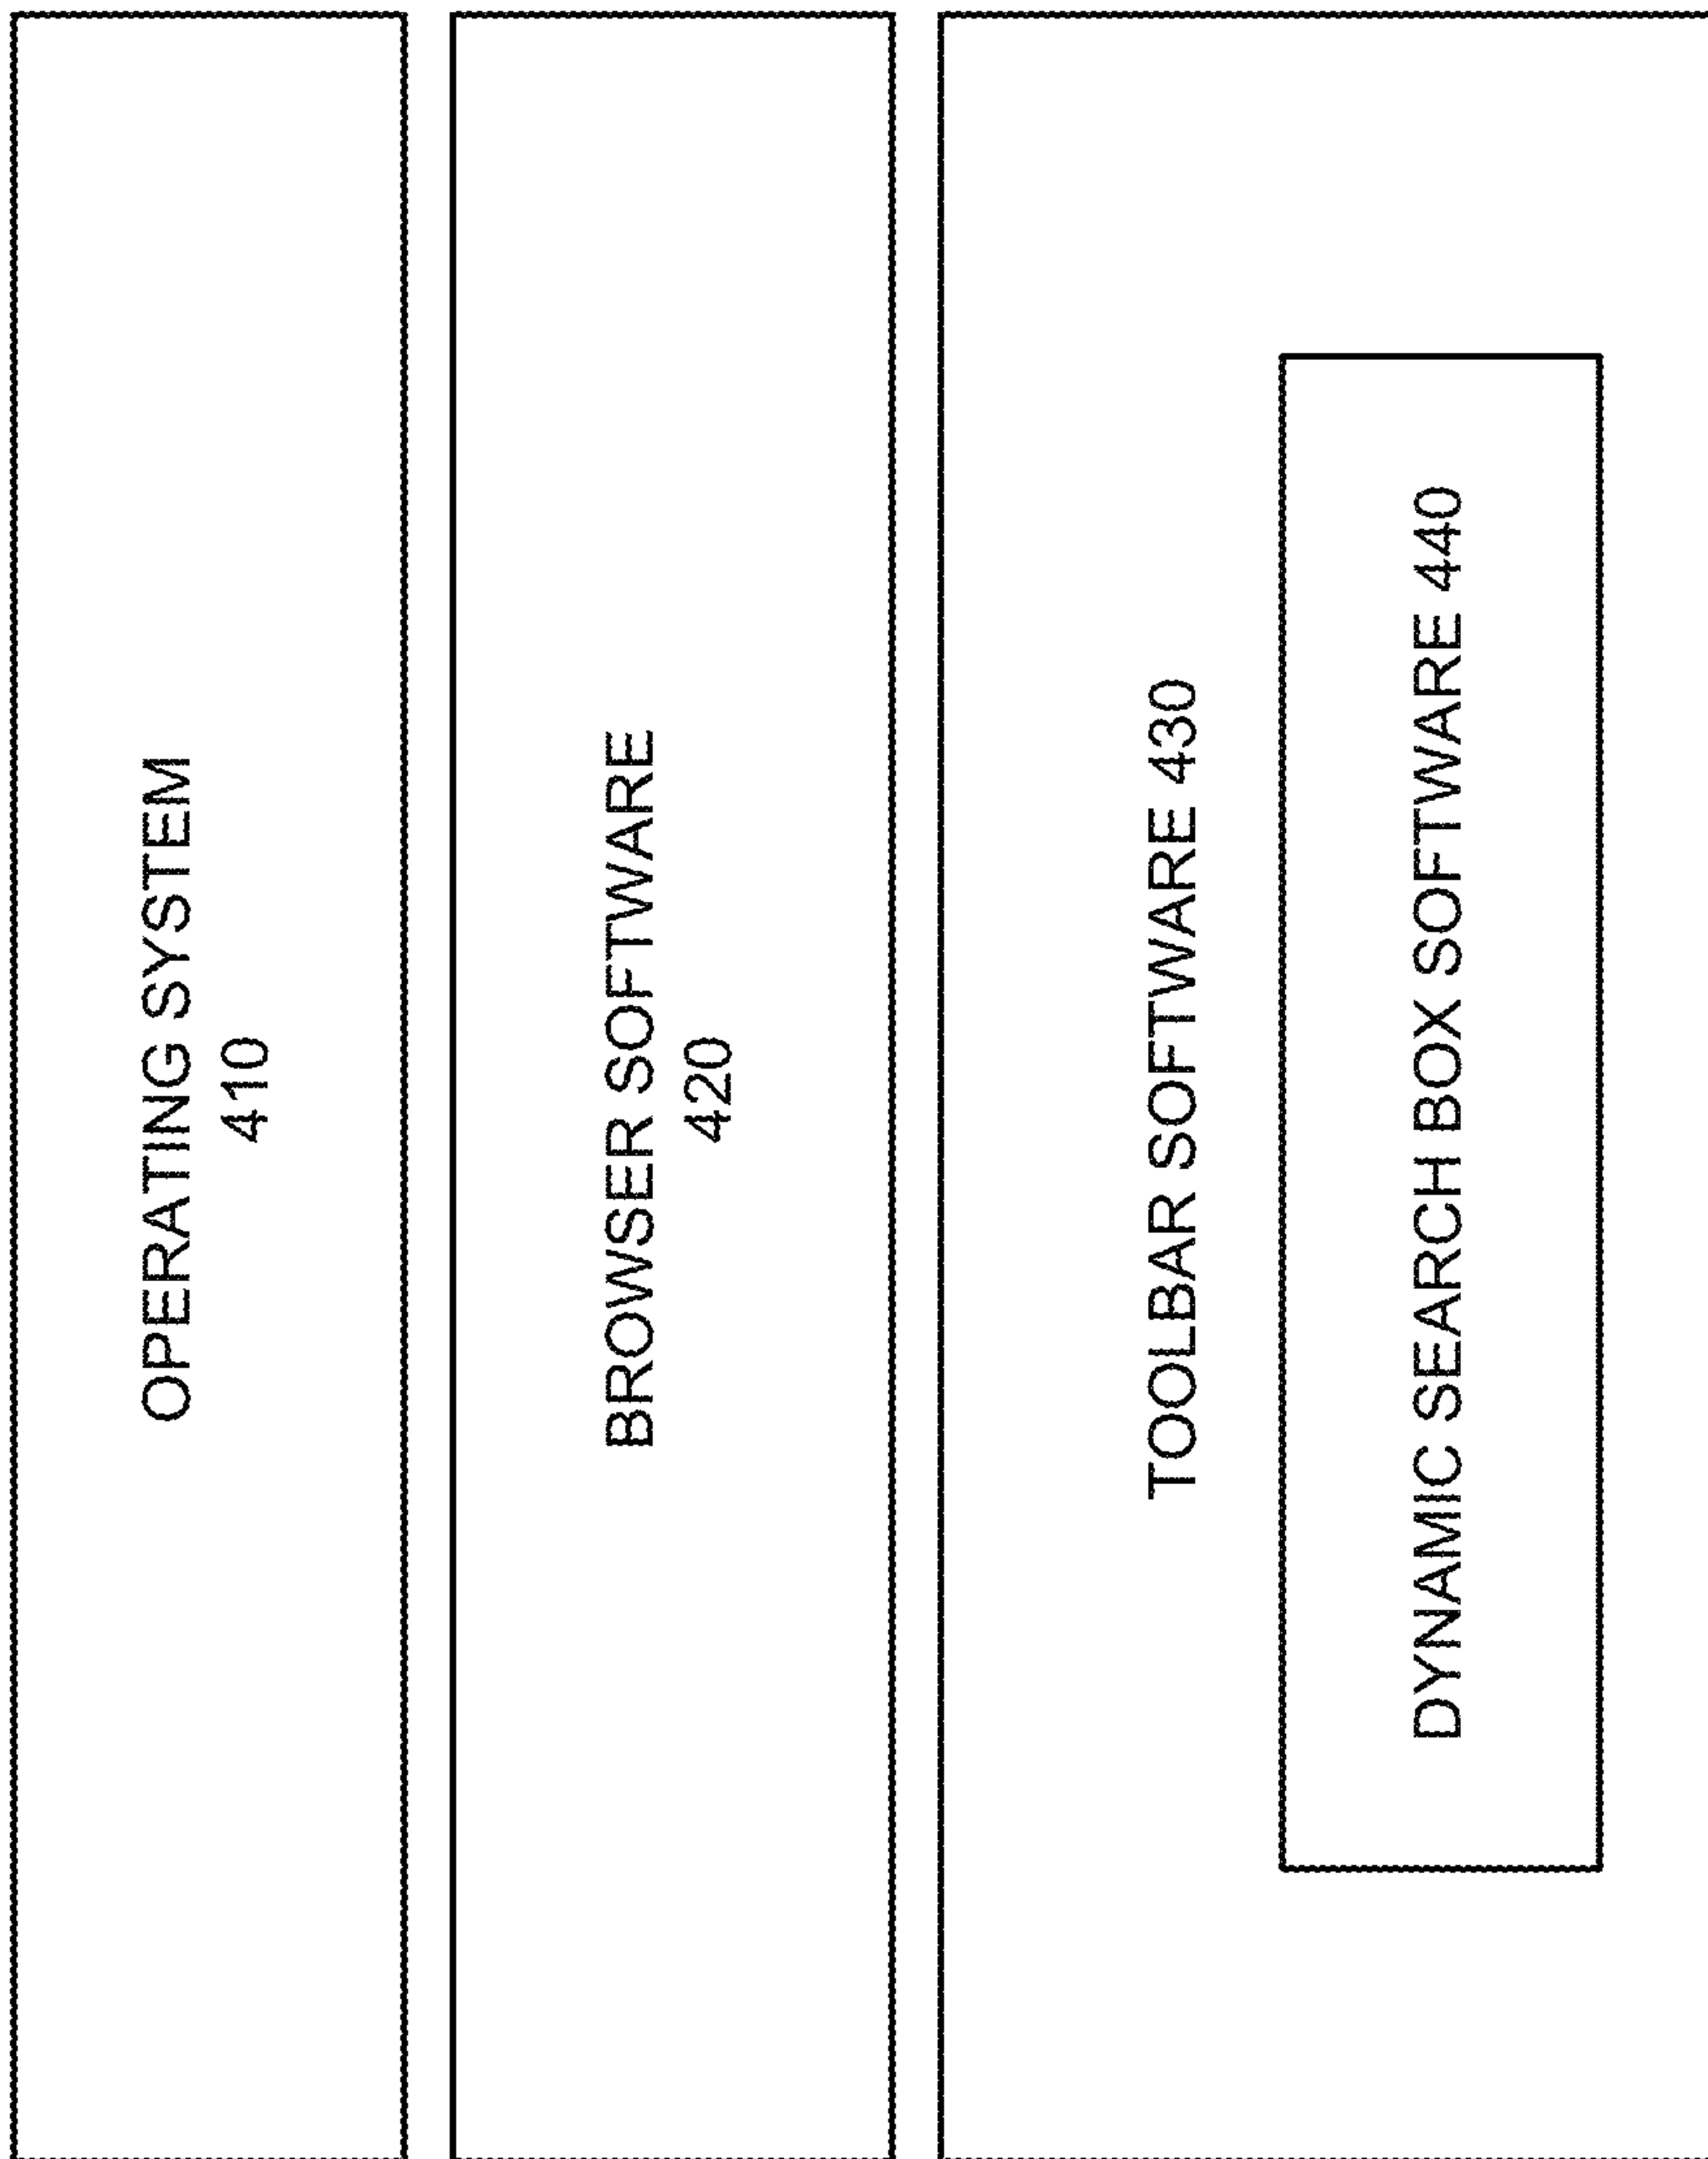 OPERATING SYSTEM
410
BROWSER SOFTWARE
420
TOOLBAR SOFTWARE 430
DYNAMIC SEARCH BOX SOFTWARE 440